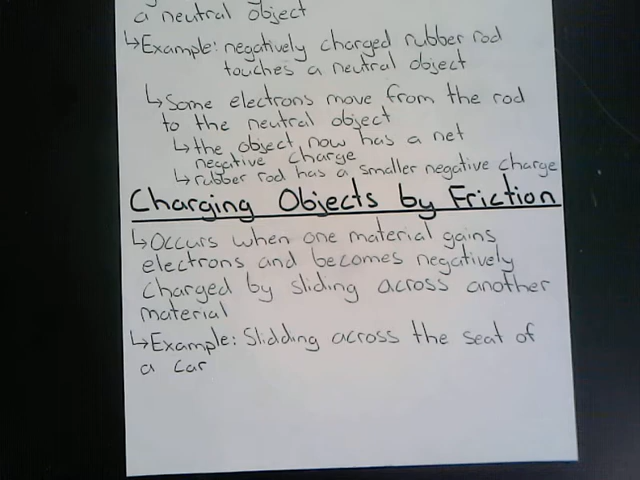 a neutral object
↳Example: negatively charged rubber rod
touches a neutral object
↳Some electrons move from the rod
to the neutral object
↳the object now has a net
negative charge
↳rubber rod has a smaller negative charge
Charging Objects by Friction
↳Occurs when one material gains
electrons and becomes negatively
charged by sliding across another
material
↳Example: Slidding across the seat of
a car